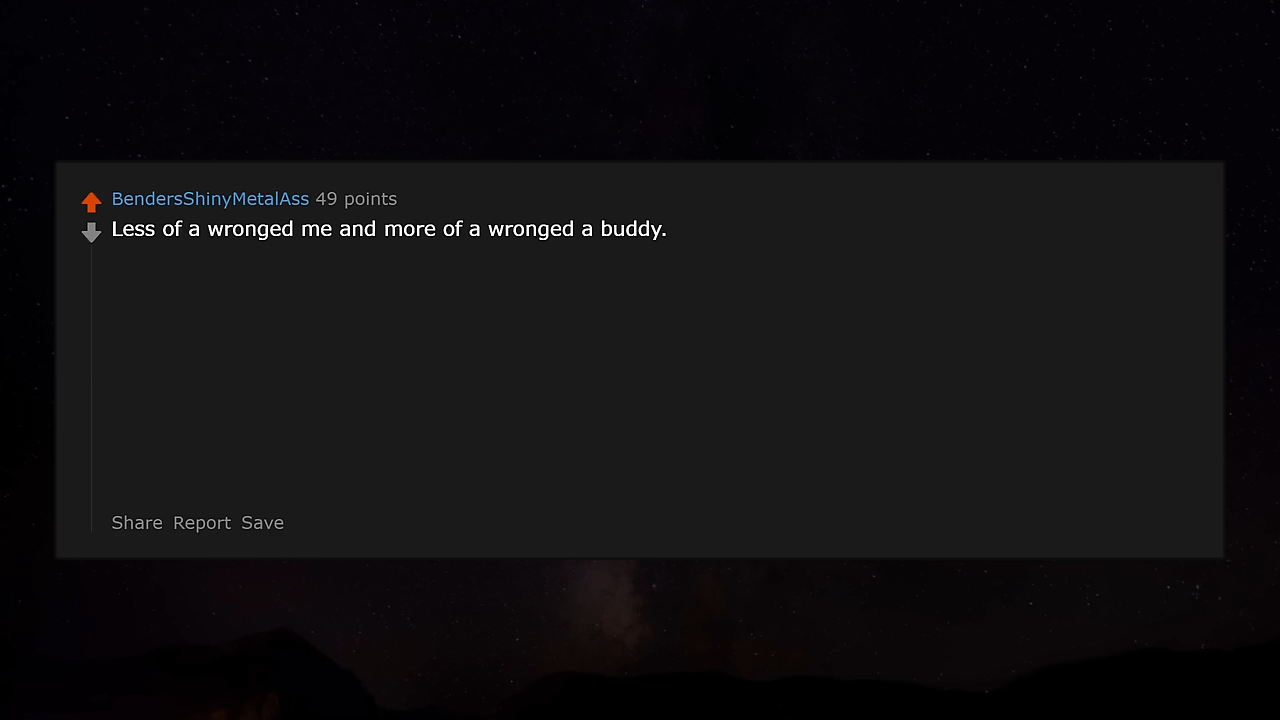 BendersShinyMetalAss 49 points
Less of a wronged me and more of a wronged a buddy.
Share Report Save